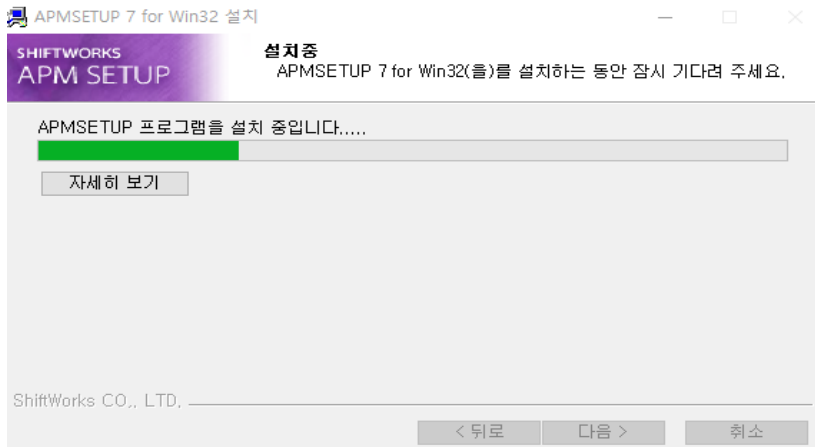 APMSETUP 7 for Win32 설치
SHIFTWORKS
APM SETUP
설치중
APMSETUP 7 for Win32(을)를 설치하는 동안 잠시 기다려 주세요.
APMSETUP 프로그램을 설치 중입니다.....
자세히 보기
ShiftWorks CO., LTD.
< 뒤로 다음 > 취소